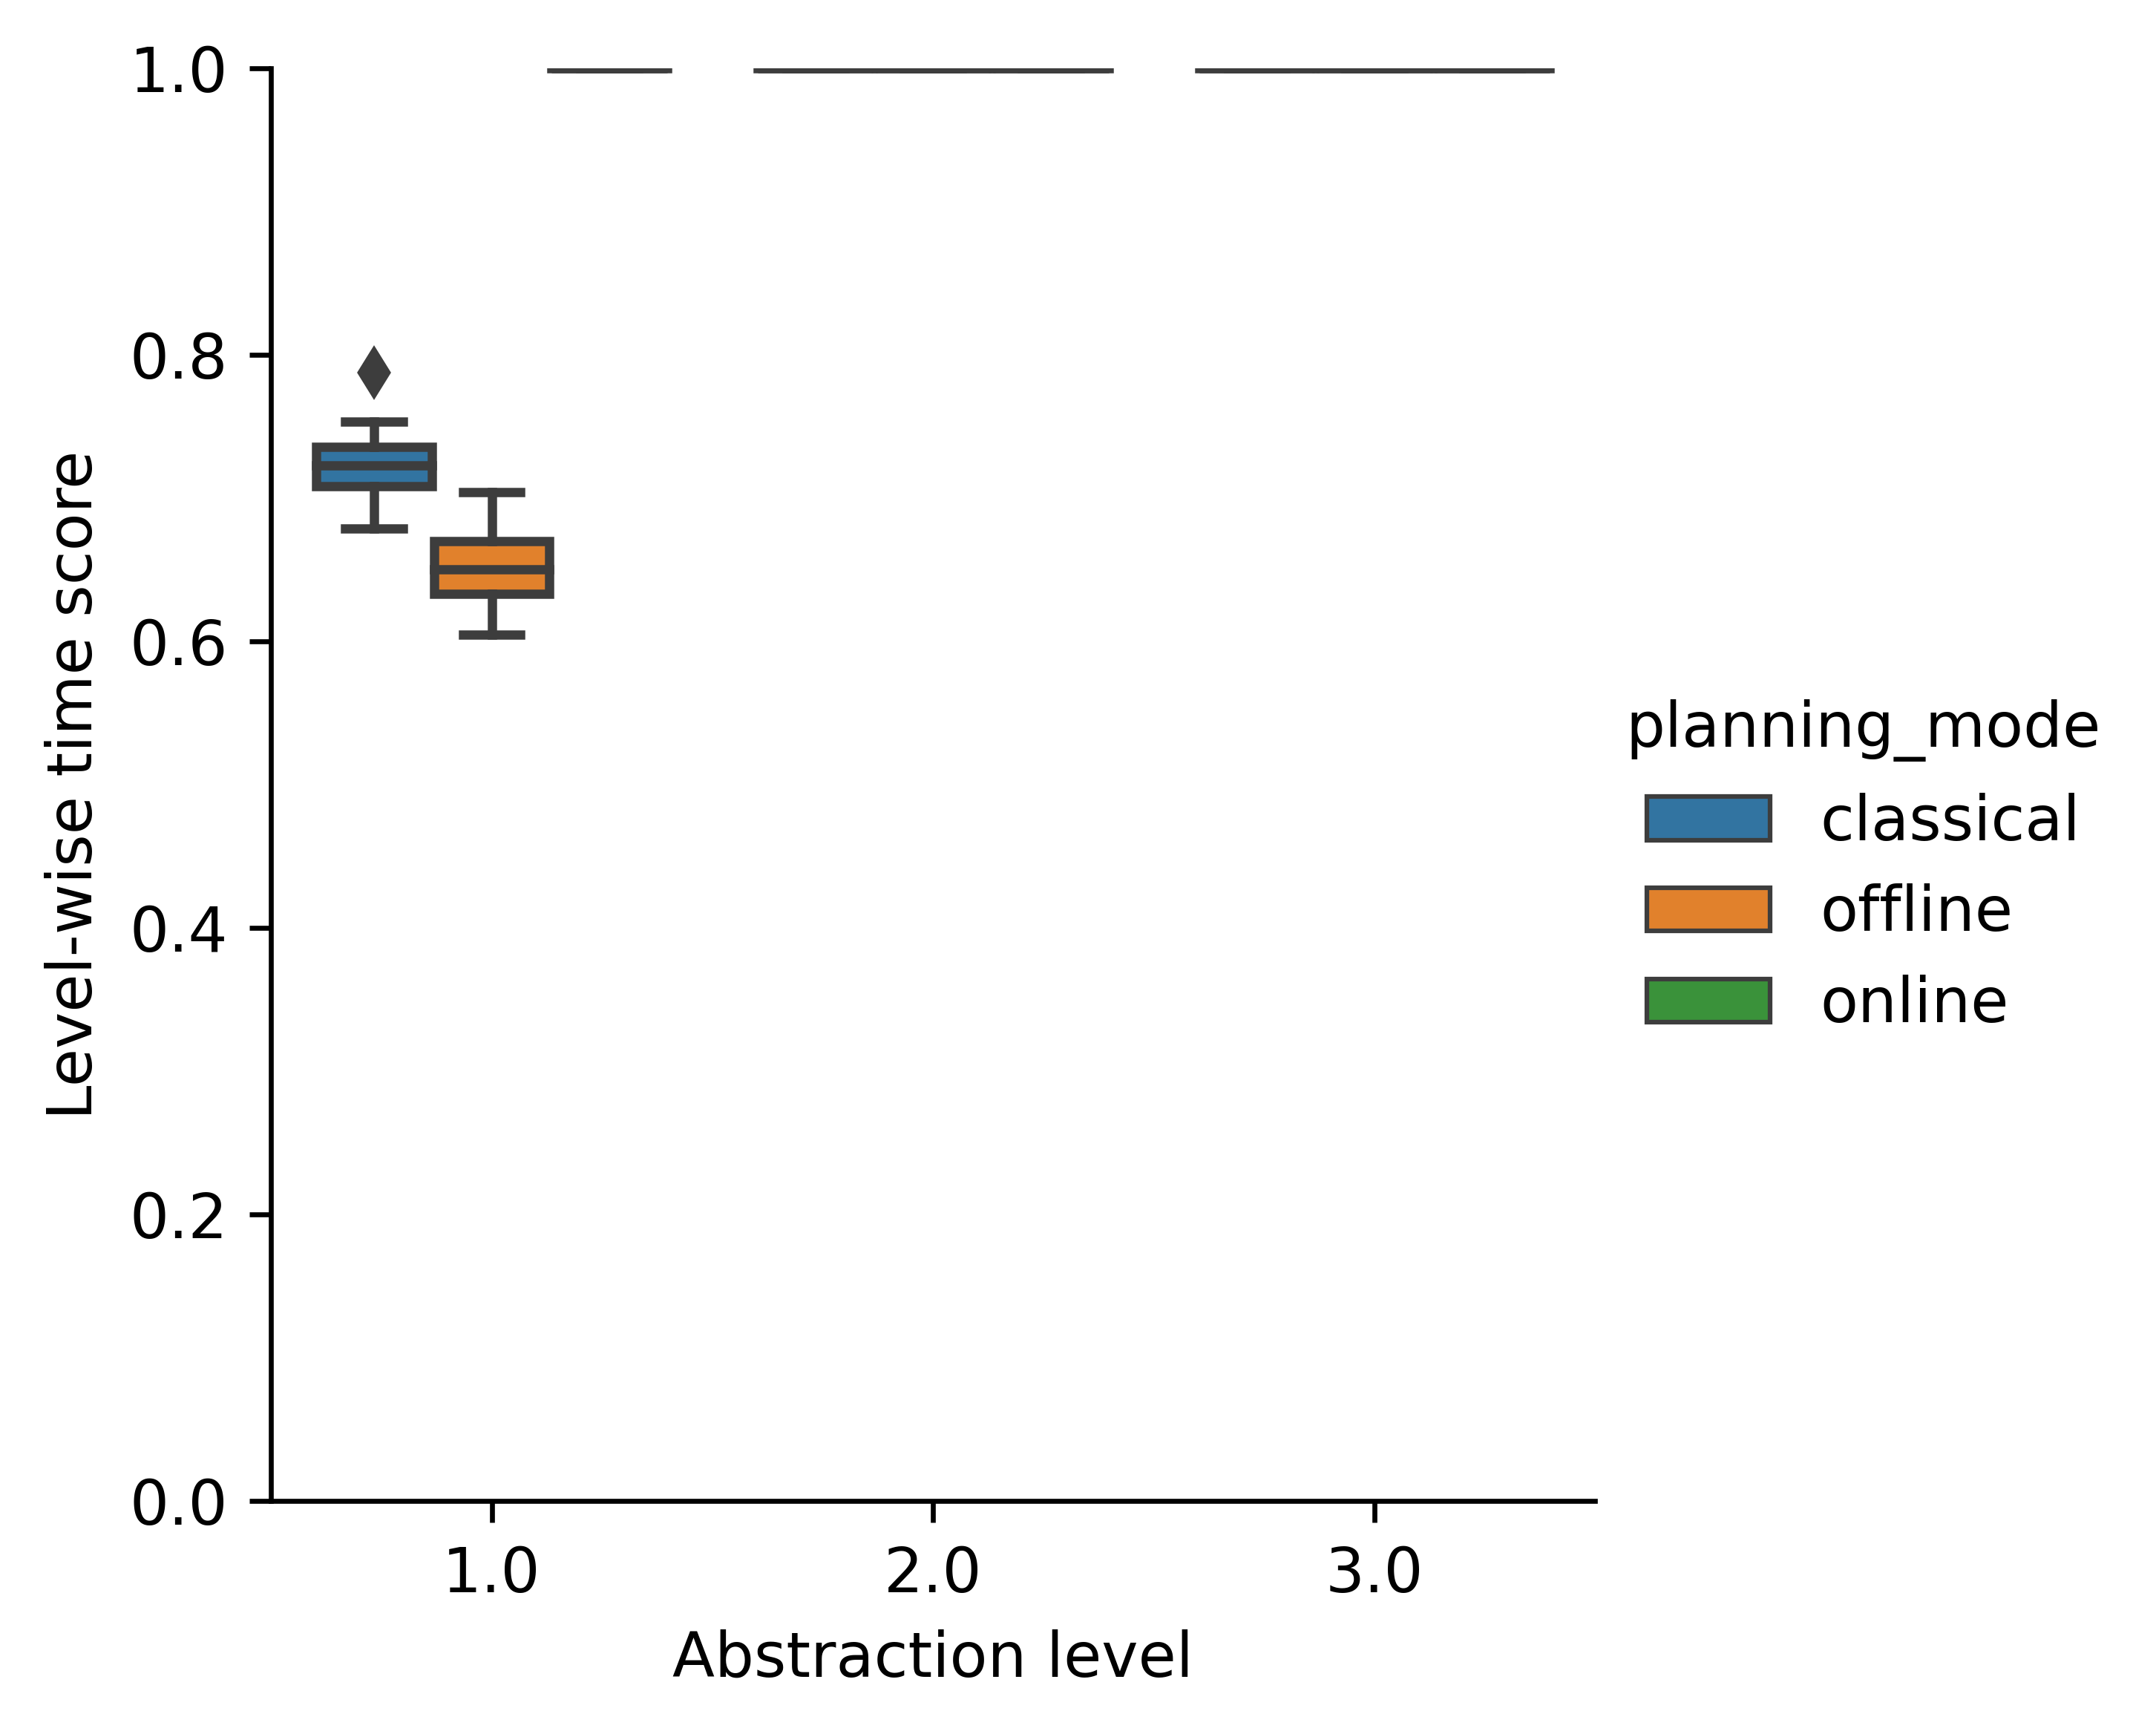 1.0
0.8
0.6
0.4
0.2
0.0
Level-wise time score
1.0 2.0 3.0
Abstraction level
planning_mode
classical
offline
online